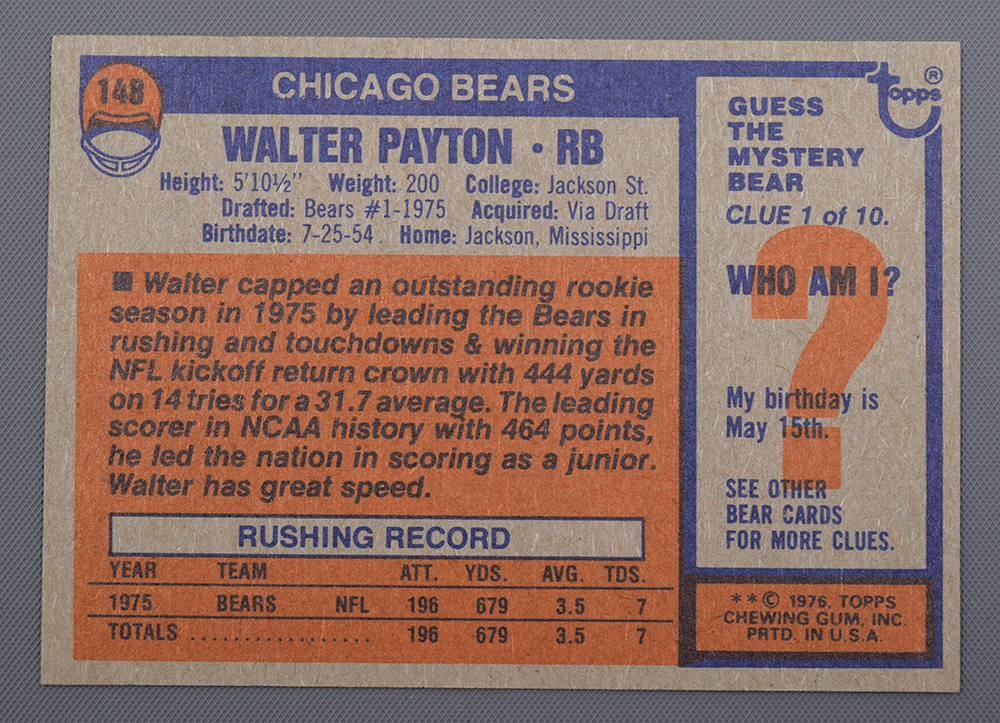 148
CHICAGO BEARS
WALTER PAYTON • RB
Height: 5'10½" Weight: 200 College: Jackson St.
Drafted: Bears #1-1975 Acquired: Via Draft
Birthdate: 7-25-54 Home: Jackson, Mississippi
■ Walter capped an outstanding rookie
season in 1975 by leading the Bears in
rushing and touchdowns & winning the
NFL kickoff return crown with 444 yards
on 14 tries for a 31.7 average. The leading
scorer in NCAA history with 464 points,
he led the nation in scoring as a junior.
Walter has great speed.
RUSHING RECORD
YEAR TEAM ATT. YDS. AVG. TDS.
1975 BEARS NFL 196 679 3.5 7
TOTALS .................. 196 679 3.5 7
topps®
GUESS
THE
MYSTERY
BEAR
CLUE 1 of 10.
?
WHO AM I?
My birthday is
May 15th.
SEE OTHER
BEAR CARDS
FOR MORE CLUES.
**© 1976, TOPPS
CHEWING GUM, INC.
PRTD. IN U.S.A.